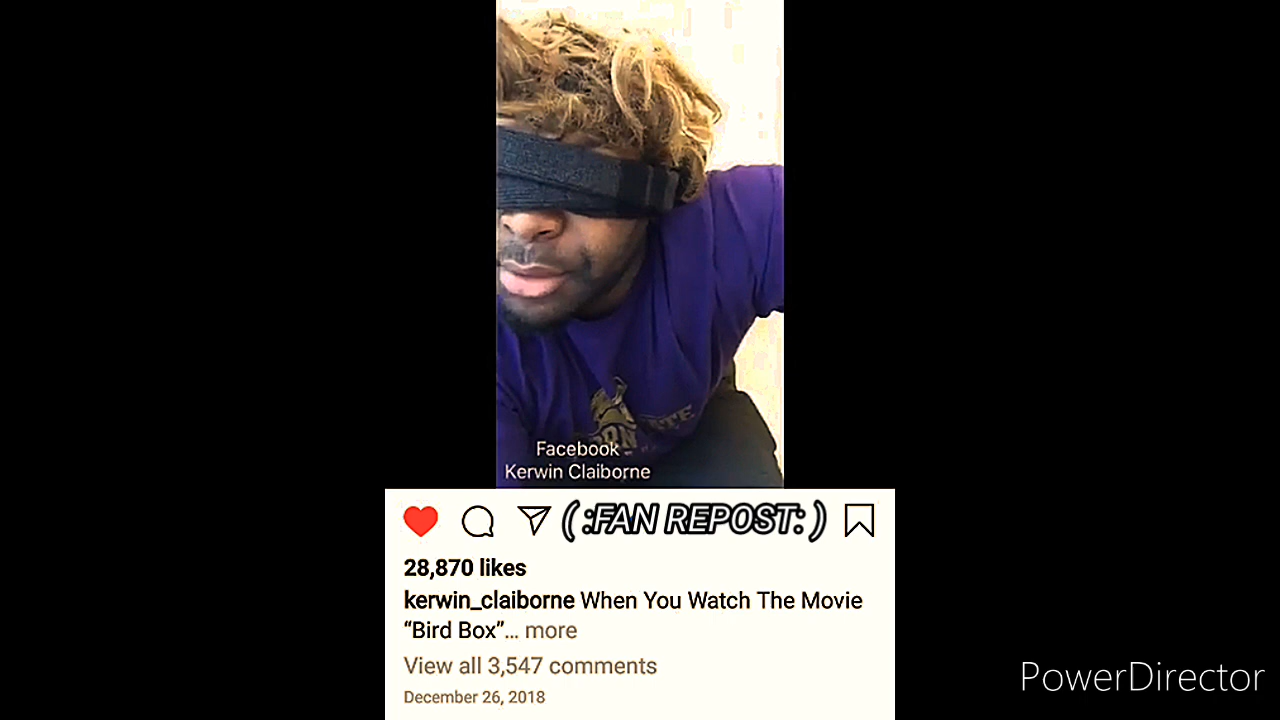 Facebook
Kerwin Claiborne
(:FAN REPOST:)
28,870 likes
kerwin_claiborne When You Watch The Movie
“Bird Box”... more
View all 3,547 comments
December 26, 2018
PowerDirector